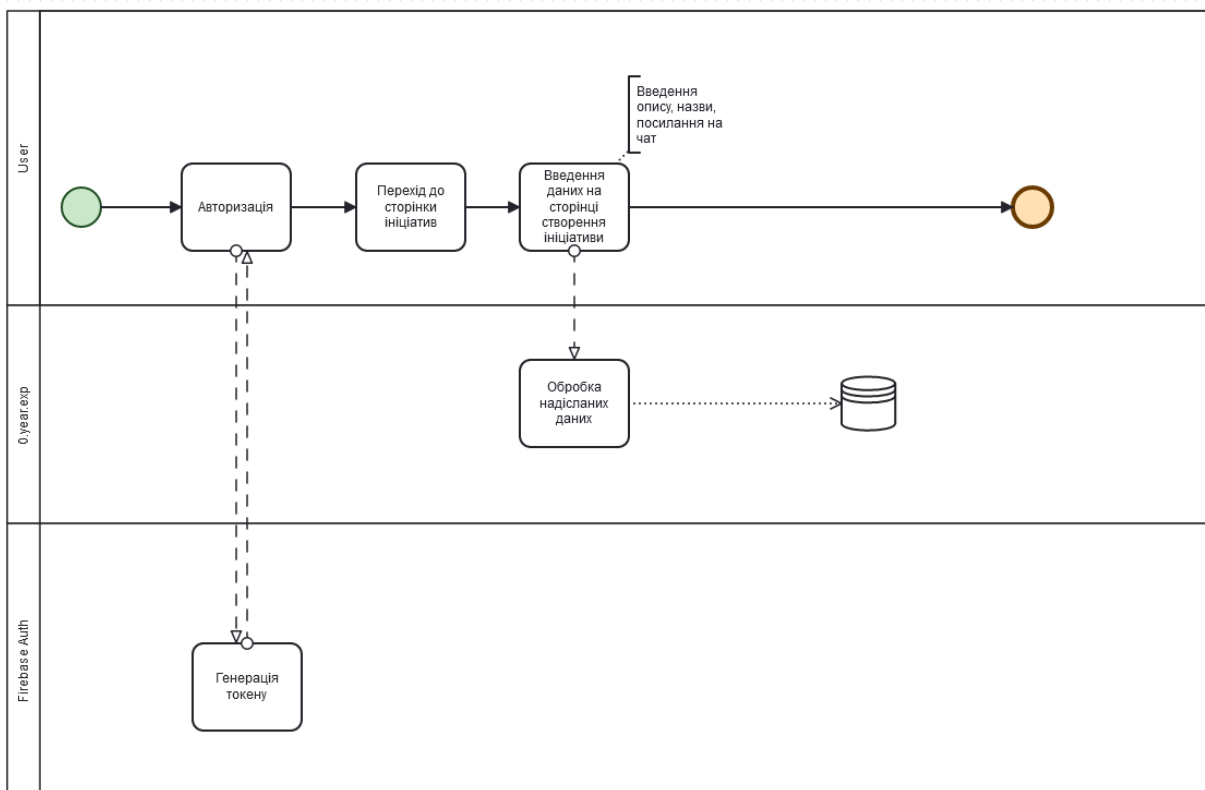 User
Введення
опису, назви,
посилання на
чат
Авторизація
Перехід до
сторінки
ініціатив
Введення
даних на
сторінці
створення
ініціативи
0.year.exp
Обробка
надісланих
даних
Firebase Auth
Генерація
токену